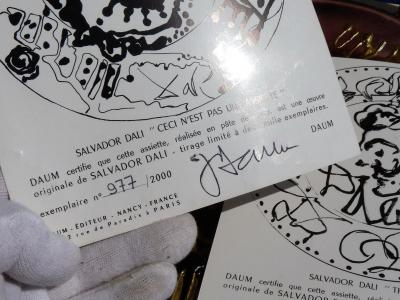 SALVADOR DALI " CECI N'EST PAS UNE ASSIETTE "
DAUM certifie que cette assiette, réalisée en pâte de verre, est une œuvre
originale de SALVADOR DALI - tirage limité à deux mille exemplaires.
DAUM
exemplaire n° 977 /2000
DAUM-ÉDITEUR - NANCY - FRANCE
rue de Paradis à PARIS
SALVADOR DALI
DAUM certifie que cette
originale de SALVADOR